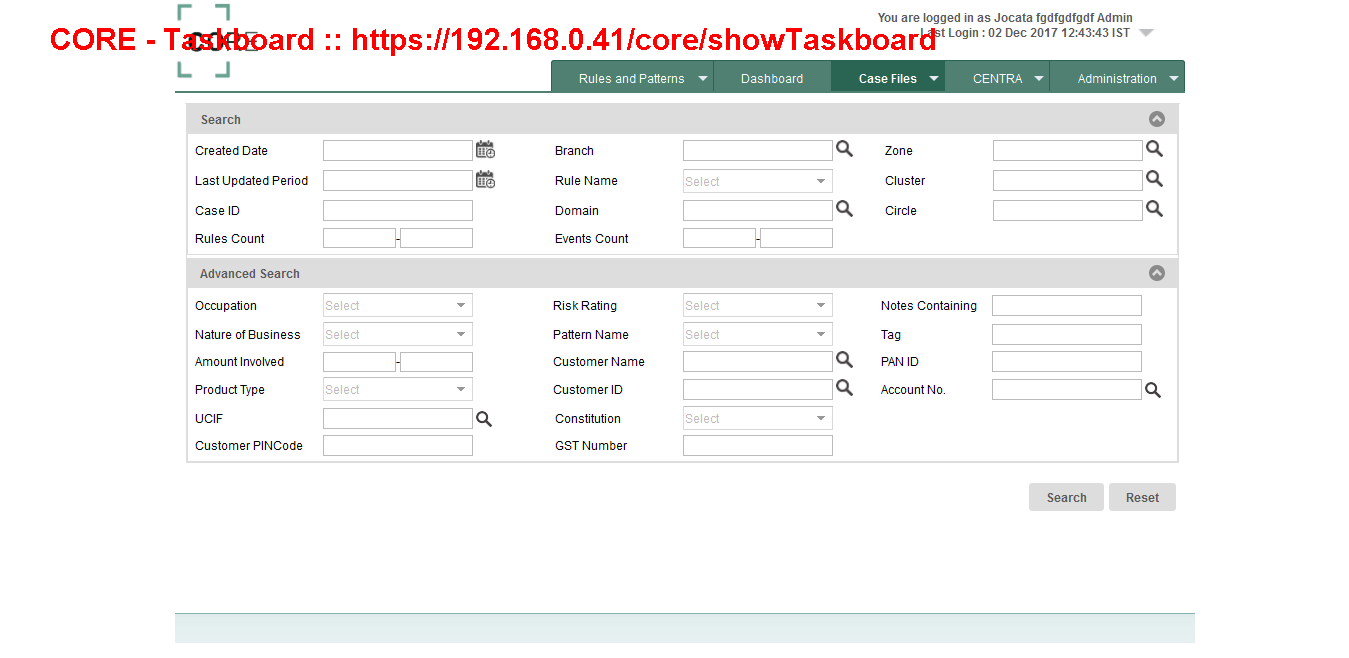 You are logged in as Jocata fgdfgdfgdf Admin
CORE - Taskboard :: https://192.168.0.41/core/showTaskboard
CORE
Last Login : 02 Dec 2017 12:43:43 IST
Rules and Patterns Dashboard Case Files CENTRA Administration
Search
Created Date Branch Zone
Last Updated Period Rule Name Select Cluster
Case ID Domain Circle
Rules Count - Events Count -
Advanced Search
Occupation Select Risk Rating Select Notes Containing
Nature of Business Select Pattern Name Select Tag
Amount Involved - Customer Name PAN ID
Product Type Select Customer ID Account No.
UCIF Constitution Select
Customer PINCode GST Number
Search Reset